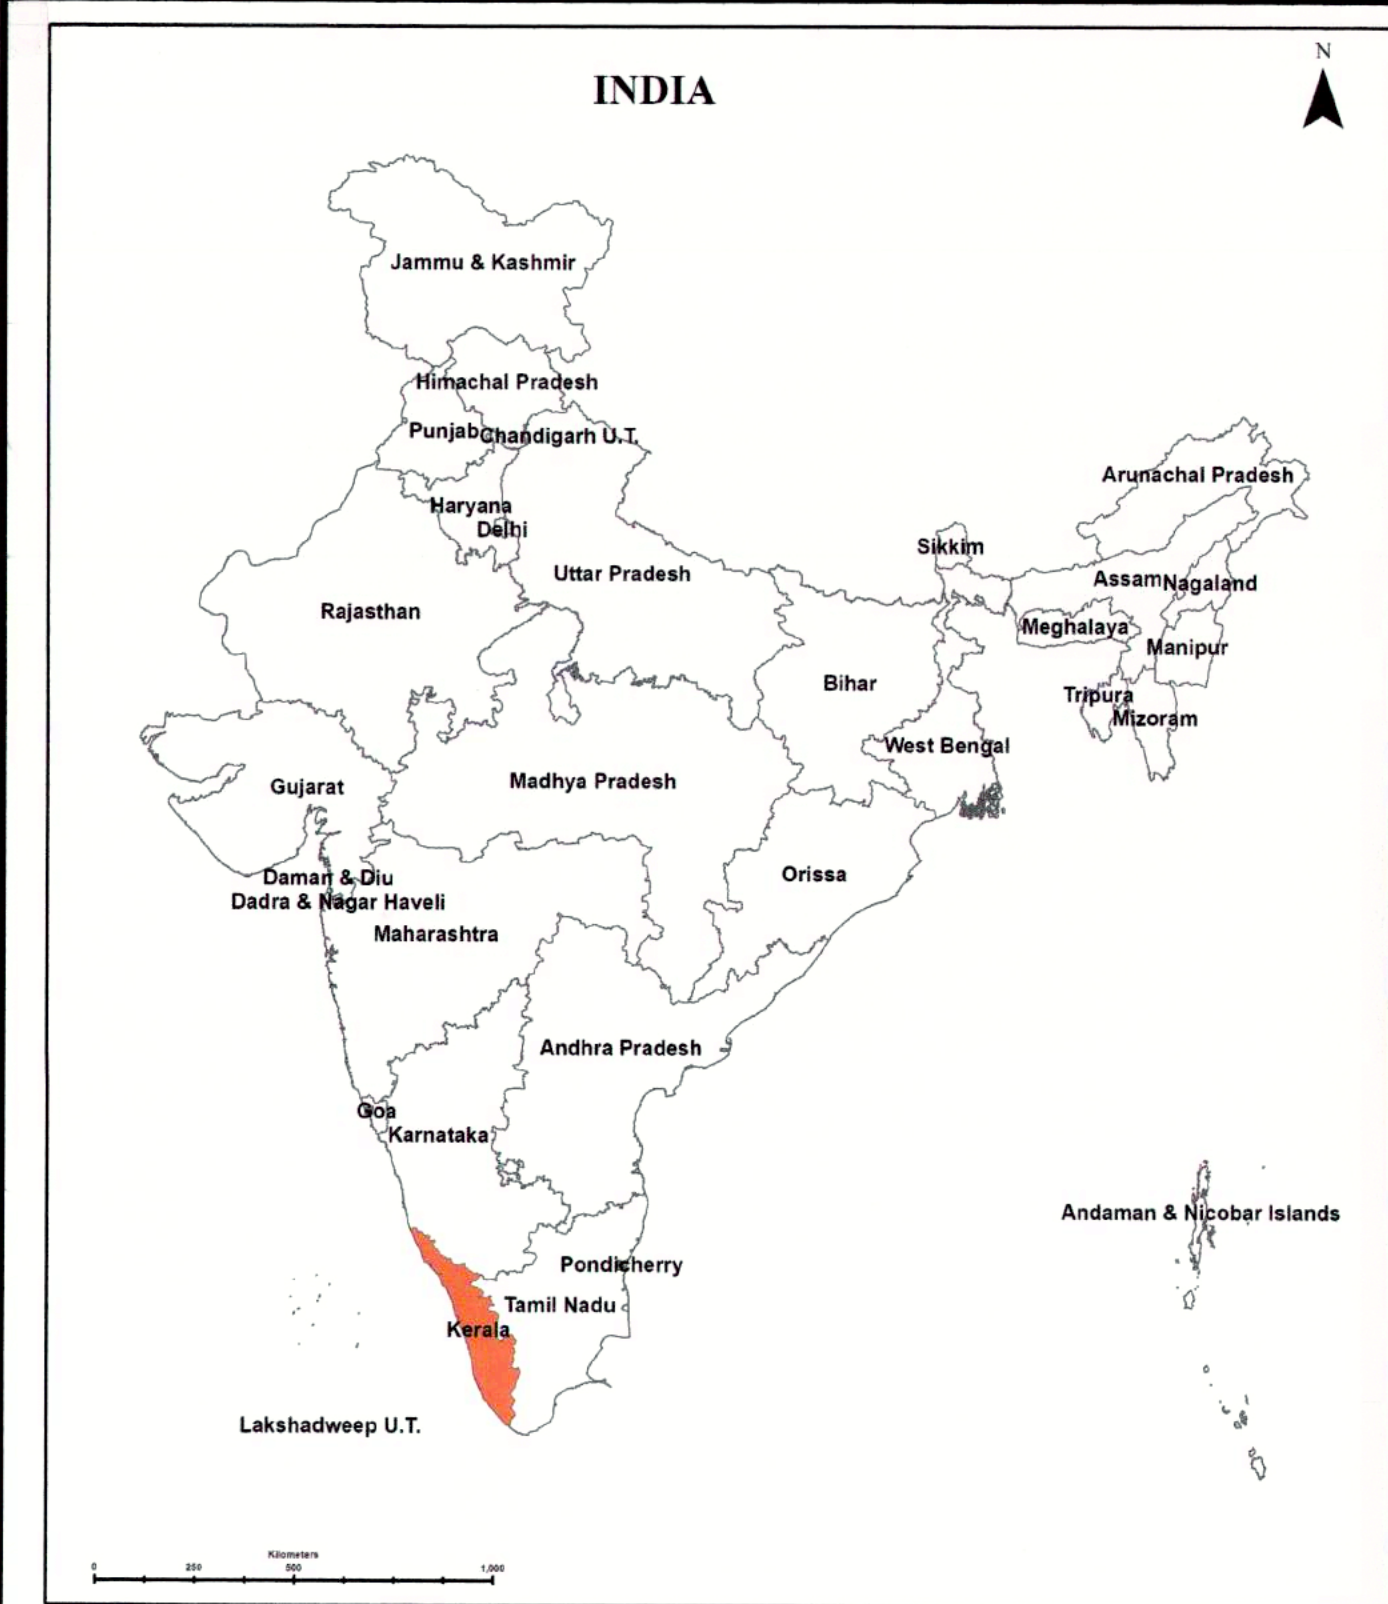 N
INDIA
Jammu & Kashmir
Himachal Pradesh
Punjab
Chandigarh U.T.
Arunachal Pradesh
Haryana
Delhi
Sikkim
Uttar Pradesh
Assam
Nagaland
Rajasthan
Meghalaya
Manipur
Bihar
Tripura
Mizoram
West Bengal
Madhya Pradesh
Gujarat
Orissa
Daman & Diu
Dadra & Nagar Haveli
Maharashtra
Andhra Pradesh
Goa
Karnataka
Andaman & Nicobar Islands
Pondicherry
Tamil Nadu
Kerala
Lakshadweep U.T.
Kilometers
0 250 500 1,000